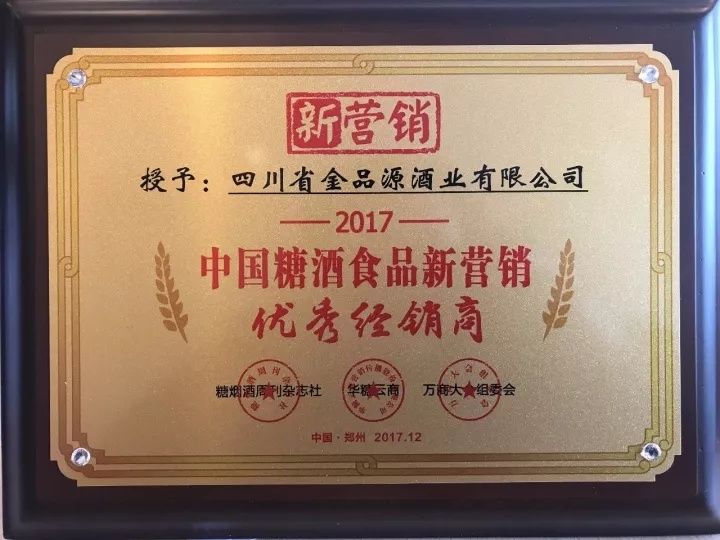 新营销
授予：四川省金品源酒业有限公司
2017
中国糖酒食品新营销
优秀经销商
糖烟酒周刊杂志社 华糖云商 万商大会组委会
中国·郑州 2017.12